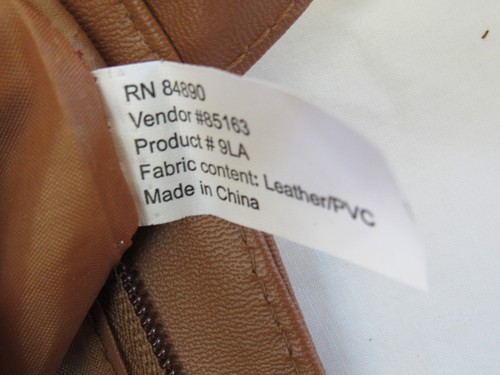 RN 84890
Vendor #85163
Product # 9LA
Fabric content: Leather/PVC
Made in China